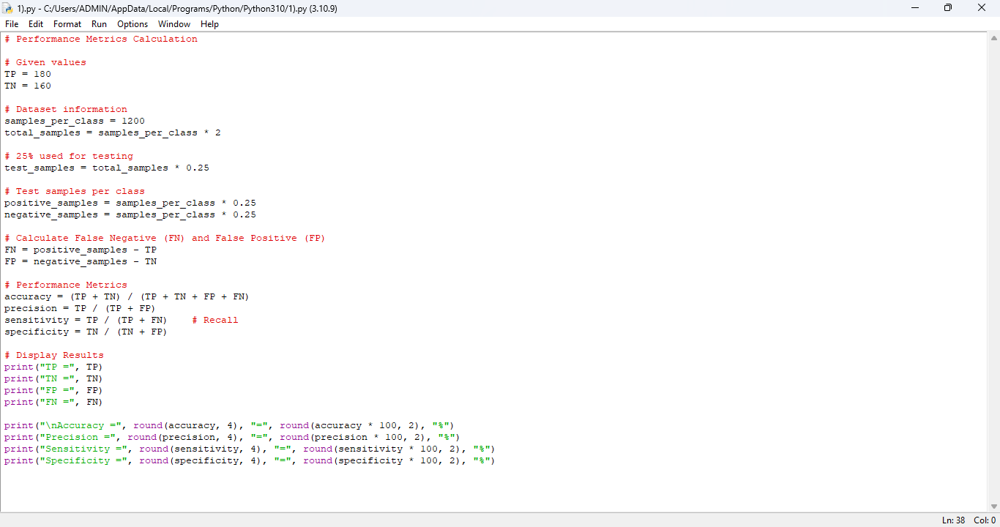 1).py - C:/Users/ADMIN/AppData/Local/Programs/Python/Python310/1).py (3.10.9)
File Edit Format Run Options Window Help
# Performance Metrics Calculation
# Given values
TP = 180
TN = 160
# Dataset information
samples_per_class = 1200
total_samples = samples_per_class * 2
# 25% used for testing
test_samples = total_samples * 0.25
# Test samples per class
positive_samples = samples_per_class * 0.25
negative_samples = samples_per_class * 0.25
# Calculate False Negative (FN) and False Positive (FP)
FN = positive_samples - TP
FP = negative_samples - TN
# Performance Metrics
accuracy = (TP + TN) / (TP + TN + FP + FN)
precision = TP / (TP + FP)
sensitivity = TP / (TP + FN)    # Recall
specificity = TN / (TN + FP)
# Display Results
print("TP =", TP)
print("TN =", TN)
print("FP =", FP)
print("FN =", FN)
print("\nAccuracy =", round(accuracy, 4), "=", round(accuracy * 100, 2), "%")
print("Precision =", round(precision, 4), "=", round(precision * 100, 2), "%")
print("Sensitivity =", round(sensitivity, 4), "=", round(sensitivity * 100, 2), "%")
print("Specificity =", round(specificity, 4), "=", round(specificity * 100, 2), "%")
Ln: 38 Col: 0